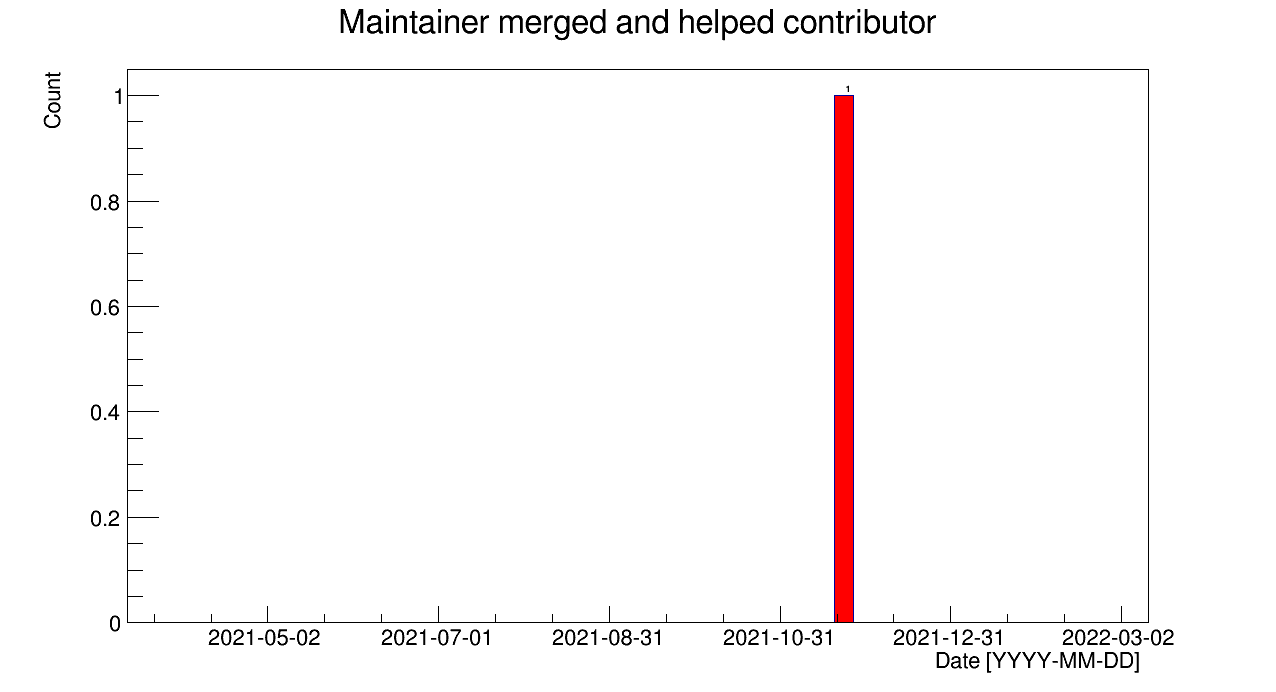 Maintainer merged and helped contributor
Count
1
1
0.8
0.6
0.4
0.2
0
2021-05-02 2021-07-01 2021-08-31 2021-10-31 2021-12-31 2022-03-02
Date [YYYY-MM-DD]